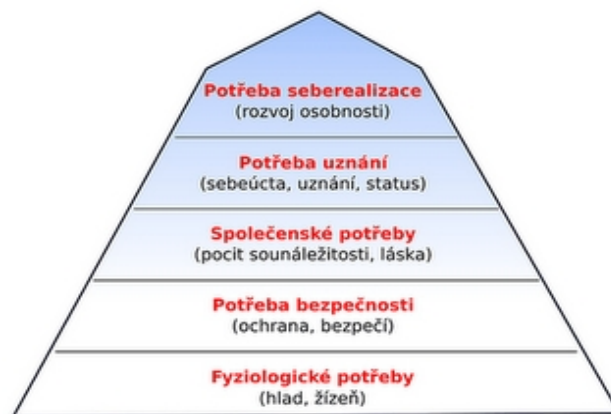 Potřeba seberealizace
(rozvoj osobnosti)
Potřeba uznání
(sebeúcta, uznání, status)
Společenské potřeby
(pocit sounáležitosti, láska)
Potřeba bezpečnosti
(ochrana, bezpečí)
Fyziologické potřeby
(hlad, žízeň)